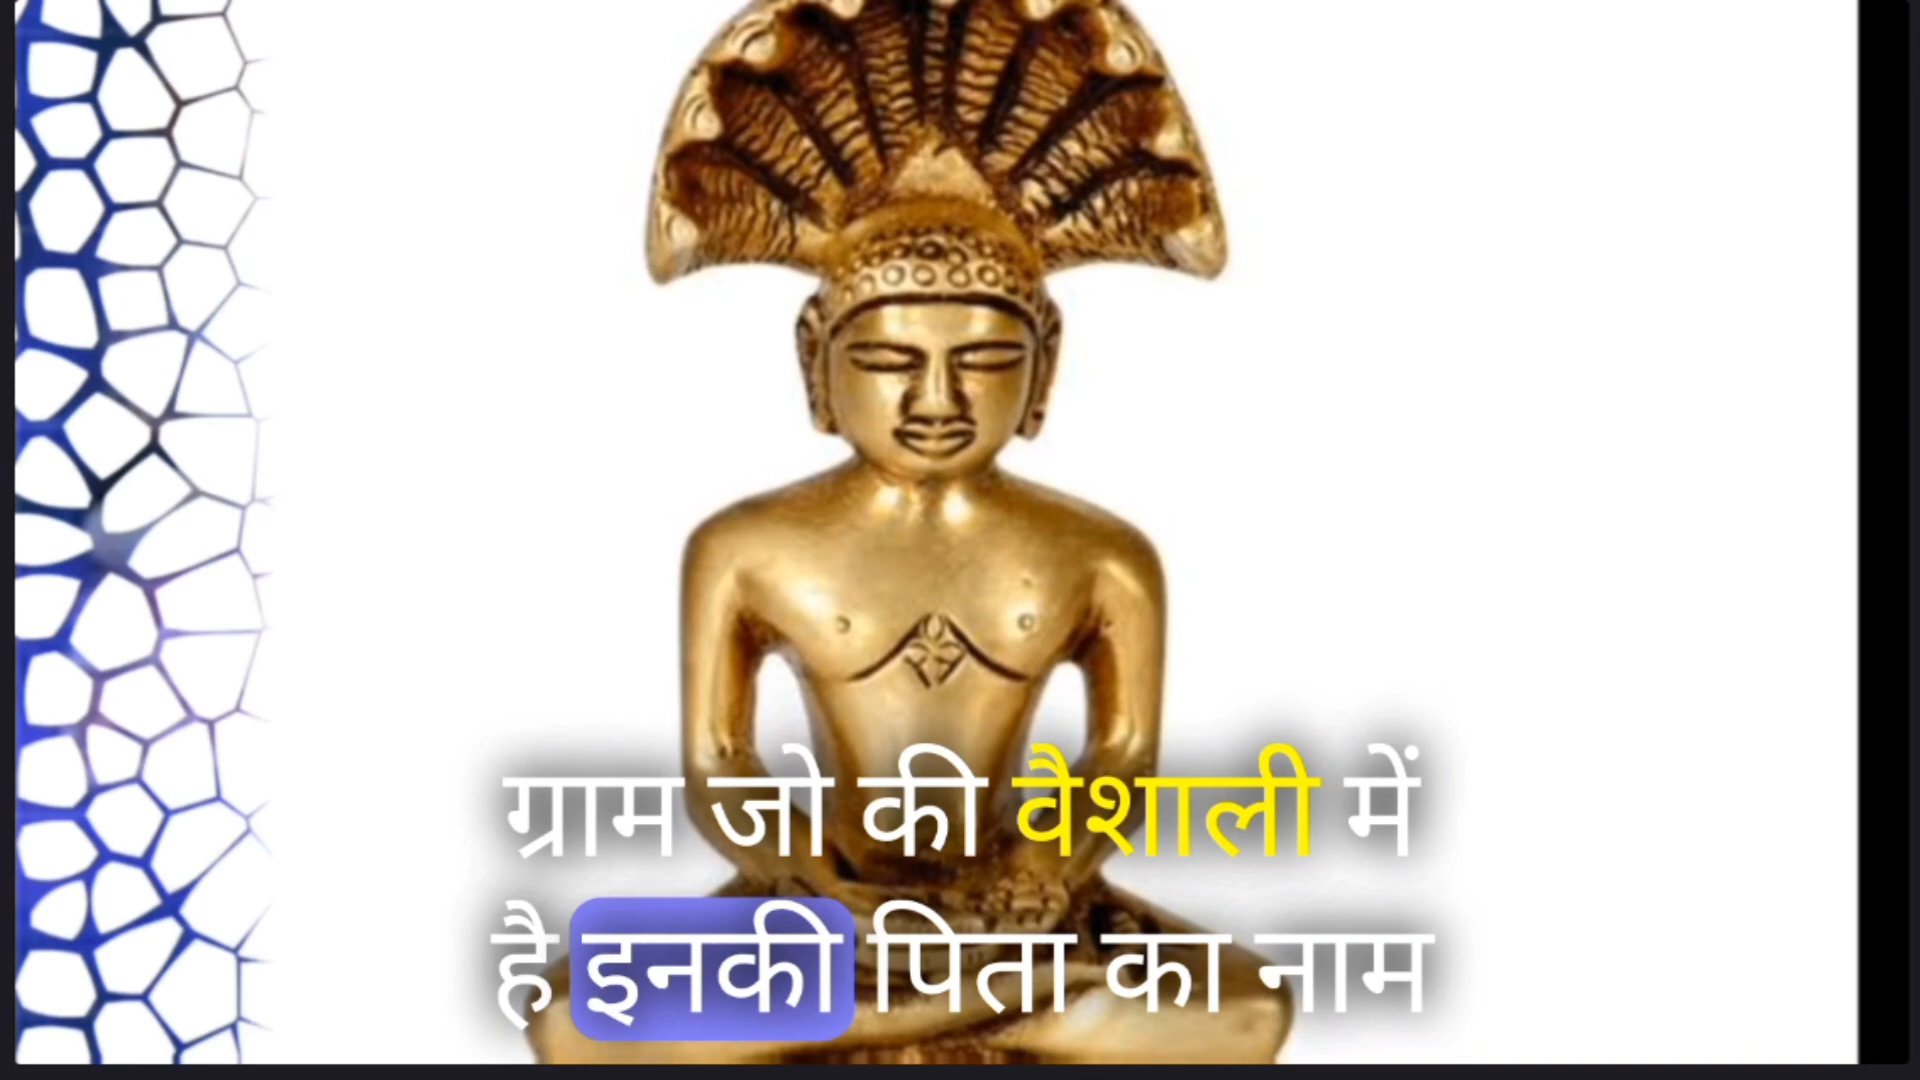 ग्राम जो की वैशाली में
है इनकी पिता का नाम